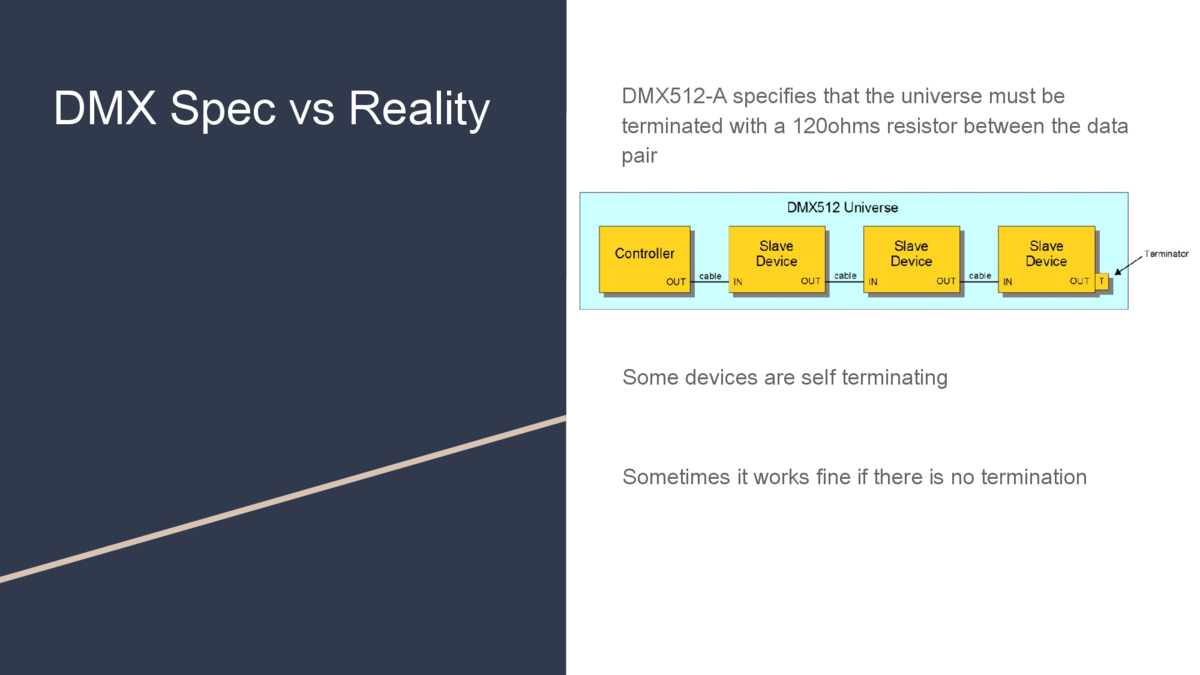 DMX Spec vs Reality
DMX512-A specifies that the universe must be
terminated with a 120ohms resistor between the data
pair
DMX512 Universe
Controller
OUT
cable
Slave
Device
IN
OUT
cable
Slave
Device
IN
OUT
cable
Slave
Device
IN
OUT
T
Terminator
Some devices are self terminating
Sometimes it works fine if there is no termination